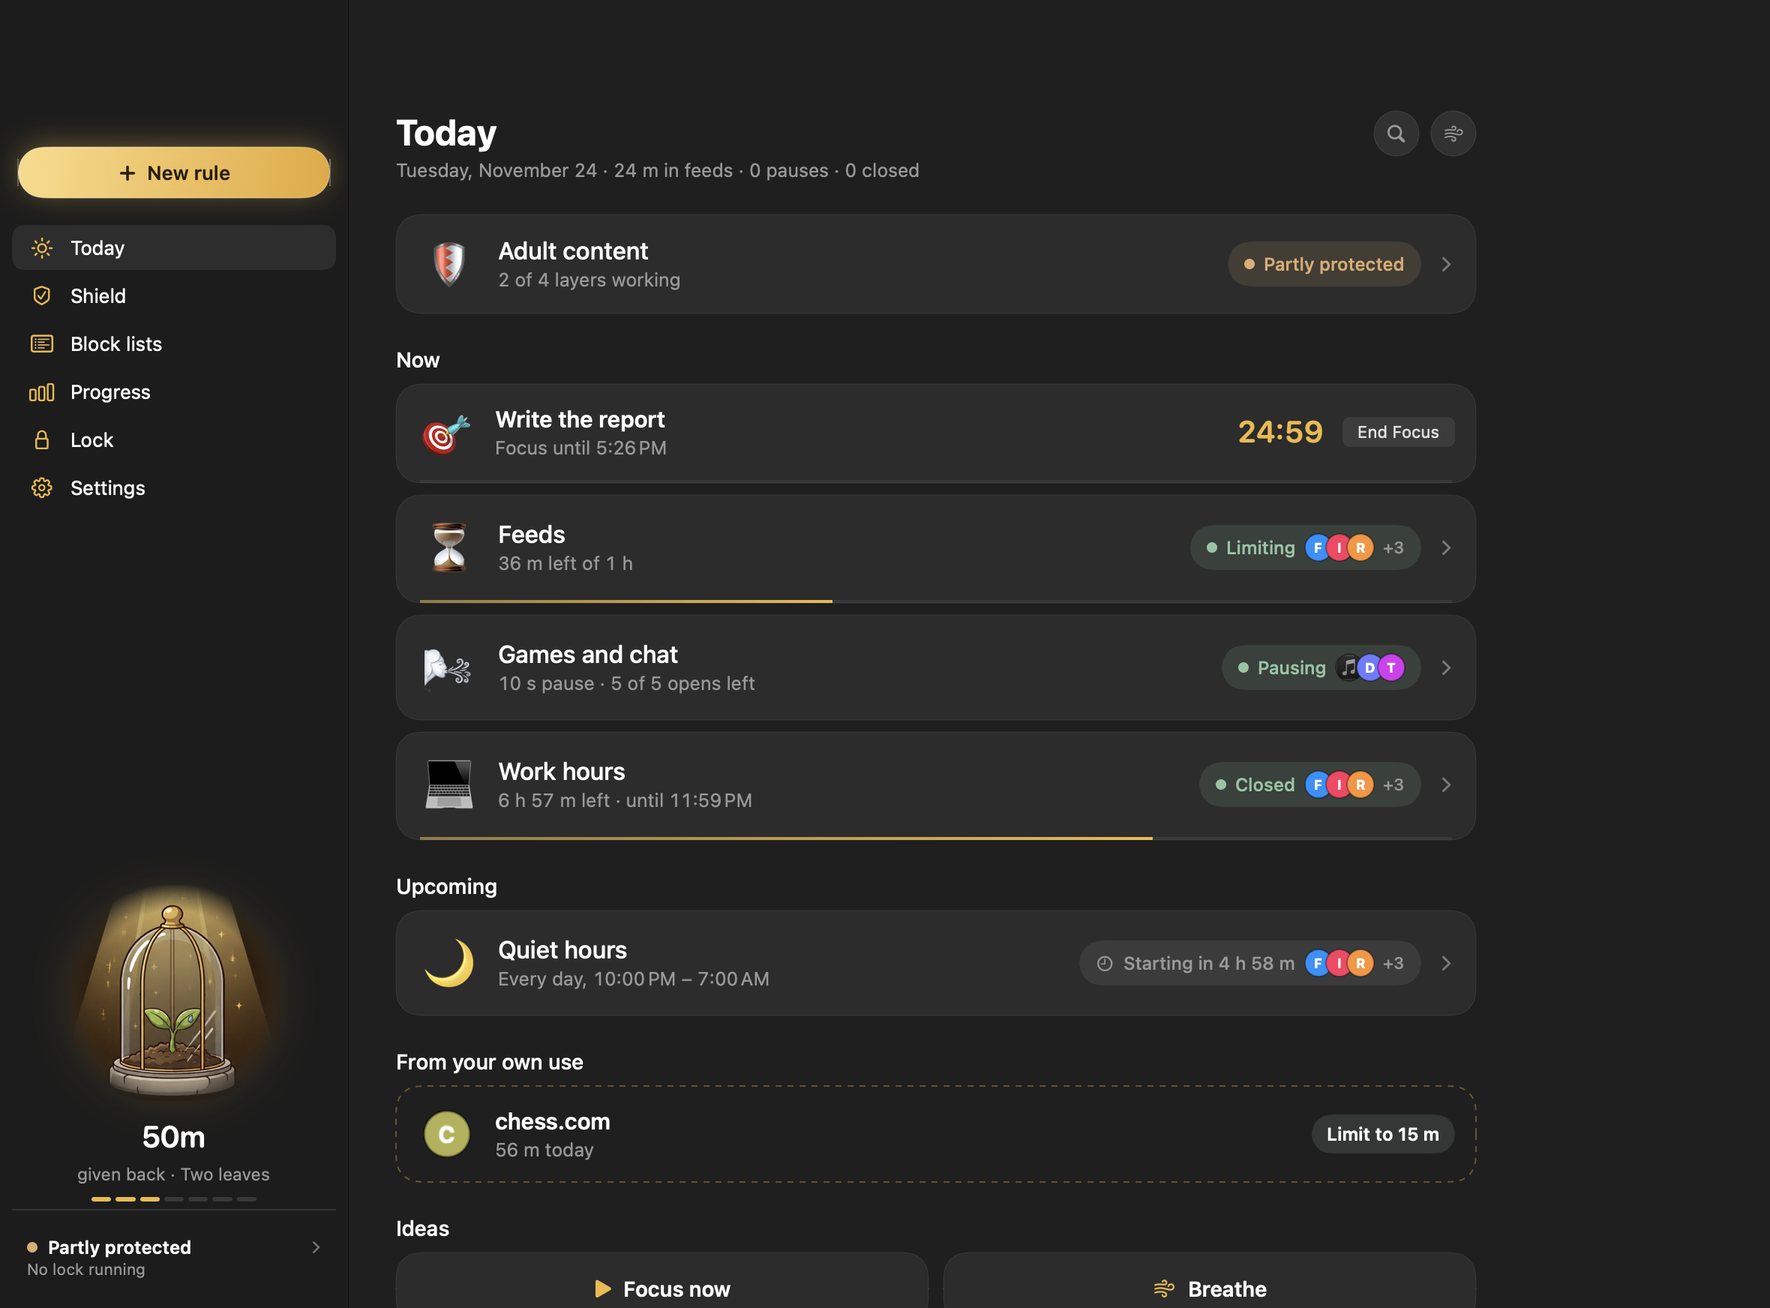 + New rule
Today
Shield
Block lists
Progress
Lock
Settings
50m
given back · Two leaves
Partly protected
No lock running
Today
Tuesday, November 24 · 24 m in feeds · 0 pauses · 0 closed
Adult content
2 of 4 layers working
Partly protected
Now
Write the report
Focus until 5:26 PM
24:59
End Focus
Feeds
36 m left of 1 h
Limiting F I R +3
Games and chat
10 s pause · 5 of 5 opens left
Pausing D T
Work hours
6 h 57 m left · until 11:59 PM
Closed F I R +3
Upcoming
Quiet hours
Every day, 10:00 PM – 7:00 AM
Starting in 4 h 58 m F I R +3
From your own use
C
chess.com
56 m today
Limit to 15 m
Ideas
Focus now
Breathe